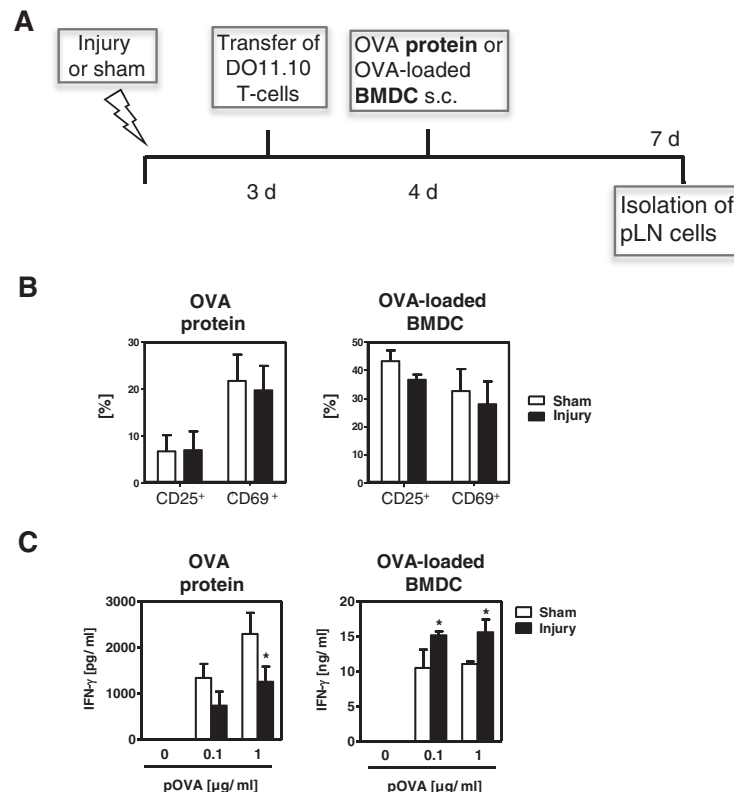 A
Injury
or sham
Transfer of
DO11.10
T-cells
OVA protein or
OVA-loaded
BMDC s.c.
3 d
4 d
7 d
Isolation of
pLN cells
B
OVA
protein
[%]
30
20
10
0
CD25+
CD69 +
OVA-loaded
BMDC
[%]
50
40
30
20
10
0
CD25+
CD69+
Sham
Injury
C
OVA
protein
IFN-γ [pg/ ml]
3000
2000
1000
0
*
0 0.1 1
pOVA [µg/ ml]
OVA-loaded
BMDC
IFN-γ [ng/ ml]
20
15
10
5
0
* *
0 0.1 1
pOVA [µg/ ml]
Sham
Injury